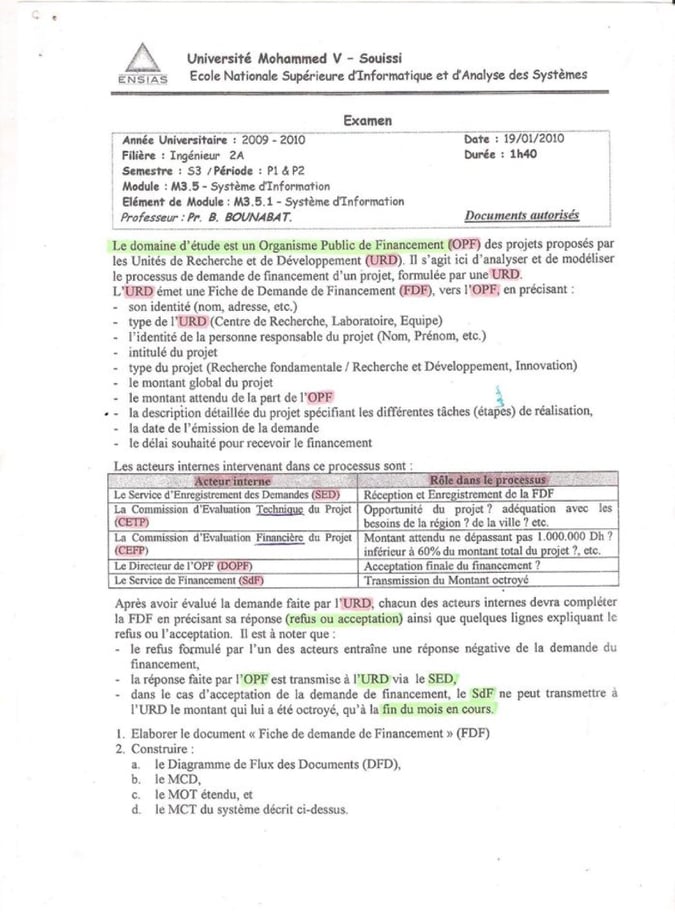 ENSIAS
Université Mohammed V - Souissi
Ecole Nationale Supérieure d'Informatique et d'Analyse des Systèmes
Examen
Année Universitaire : 2009 - 2010
Date : 19/01/2010
Filière : Ingénieur 2A
Durée : 1h40
Semestre : S3 / Période : P1 & P2
Module : M3.5 - Système d'Information
Elément de Module : M3.5.1 - Système d'Information
Professeur : Pr. B. BOUNABAT.
Documents autorisés
Le domaine d'étude est un Organisme Public de Financement (OPF) des projets proposés par
les Unités de Recherche et de Développement (URD). Il s'agit ici d'analyser et de modéliser
le processus de demande de financement d'un projet, formulée par une URD.
L'URD émet une Fiche de Demande de Financement (FDF), vers l'OPF, en précisant :
- son identité (nom, adresse, etc.)
- type de l'URD (Centre de Recherche, Laboratoire, Equipe)
- l'identité de la personne responsable du projet (Nom, Prénom, etc.)
- intitulé du projet
- type du projet (Recherche fondamentale / Recherche et Développement, Innovation)
- le montant global du projet
- le montant attendu de la part de l'OPF
- la description détaillée du projet spécifiant les différentes tâches (étapes) de réalisation,
- la date de l'émission de la demande
- le délai souhaité pour recevoir le financement
Les acteurs internes intervenant dans ce processus sont :
Acteur interne
Rôle dans le processus
Le Service d'Enregistrement des Demandes (SED)
Réception et Enregistrement de la FDF
La Commission d'Evaluation Technique du Projet
(CETP)
Opportunité du projet ? adéquation avec les
besoins de la région ? de la ville ? etc.
La Commission d'Evaluation Financière du Projet
(CEFP)
Montant attendu ne dépassant pas 1.000.000 Dh ?
inférieur à 60% du montant total du projet ?, etc.
Le Directeur de l'OPF (DOPF)
Acceptation finale du financement ?
Le Service de Financement (SdF)
Transmission du Montant octroyé
Après avoir évalué la demande faite par l'URD, chacun des acteurs internes devra compléter
la FDF en précisant sa réponse (refus ou acceptation) ainsi que quelques lignes expliquant le
refus ou l'acceptation. Il est à noter que :
- le refus formulé par l'un des acteurs entraîne une réponse négative de la demande du
financement,
- la réponse faite par l'OPF est transmise à l'URD via le SED,
- dans le cas d'acceptation de la demande de financement, le SdF ne peut transmettre à
l'URD le montant qui lui a été octroyé, qu'à la fin du mois en cours.
1. Elaborer le document « Fiche de demande de Financement » (FDF)
2. Construire :
a. le Diagramme de Flux des Documents (DFD),
b. le MCD,
c. le MOT étendu, et
d. le MCT du système décrit ci-dessus.